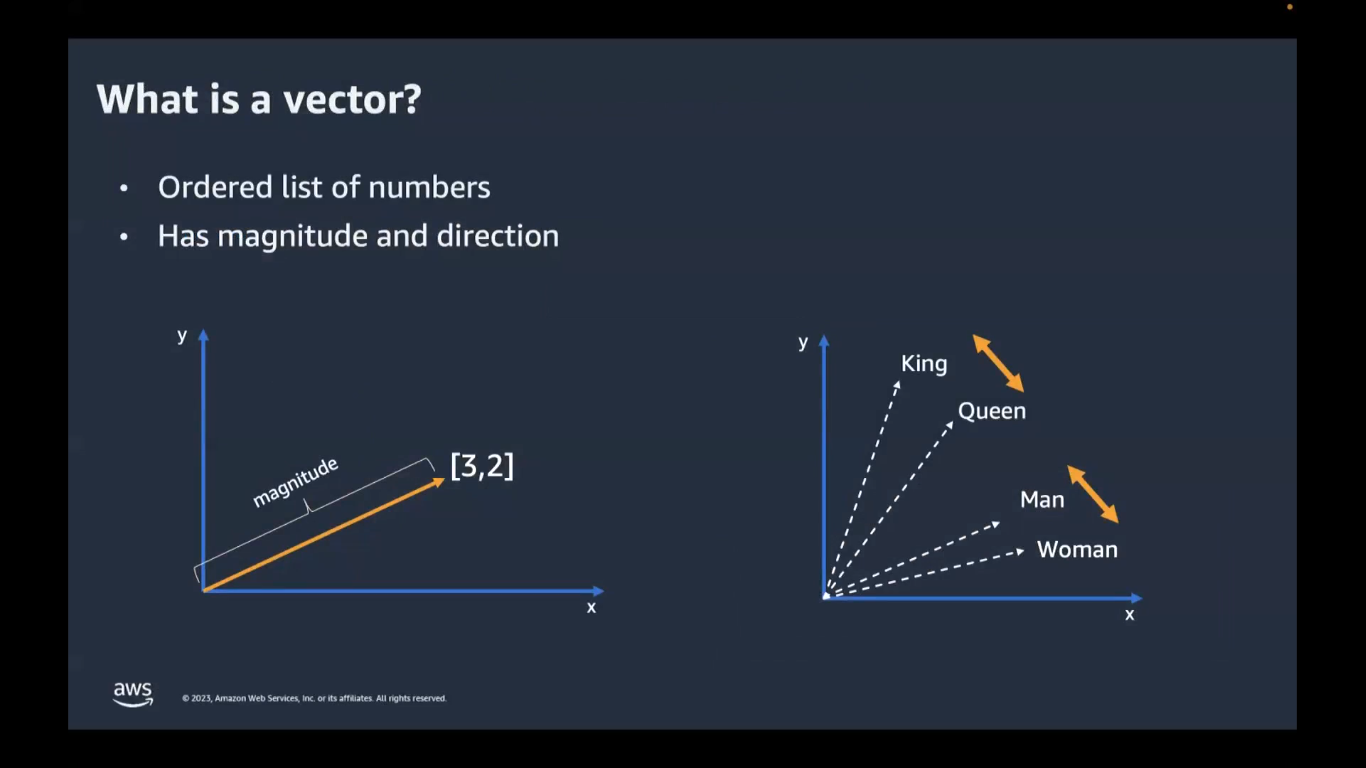 What is a vector?
• Ordered list of numbers
• Has magnitude and direction
y
magnitude
[3,2]
x
y
King
Queen
Man
Woman
x
aws
© 2023, Amazon Web Services, Inc. or its affiliates. All rights reserved.